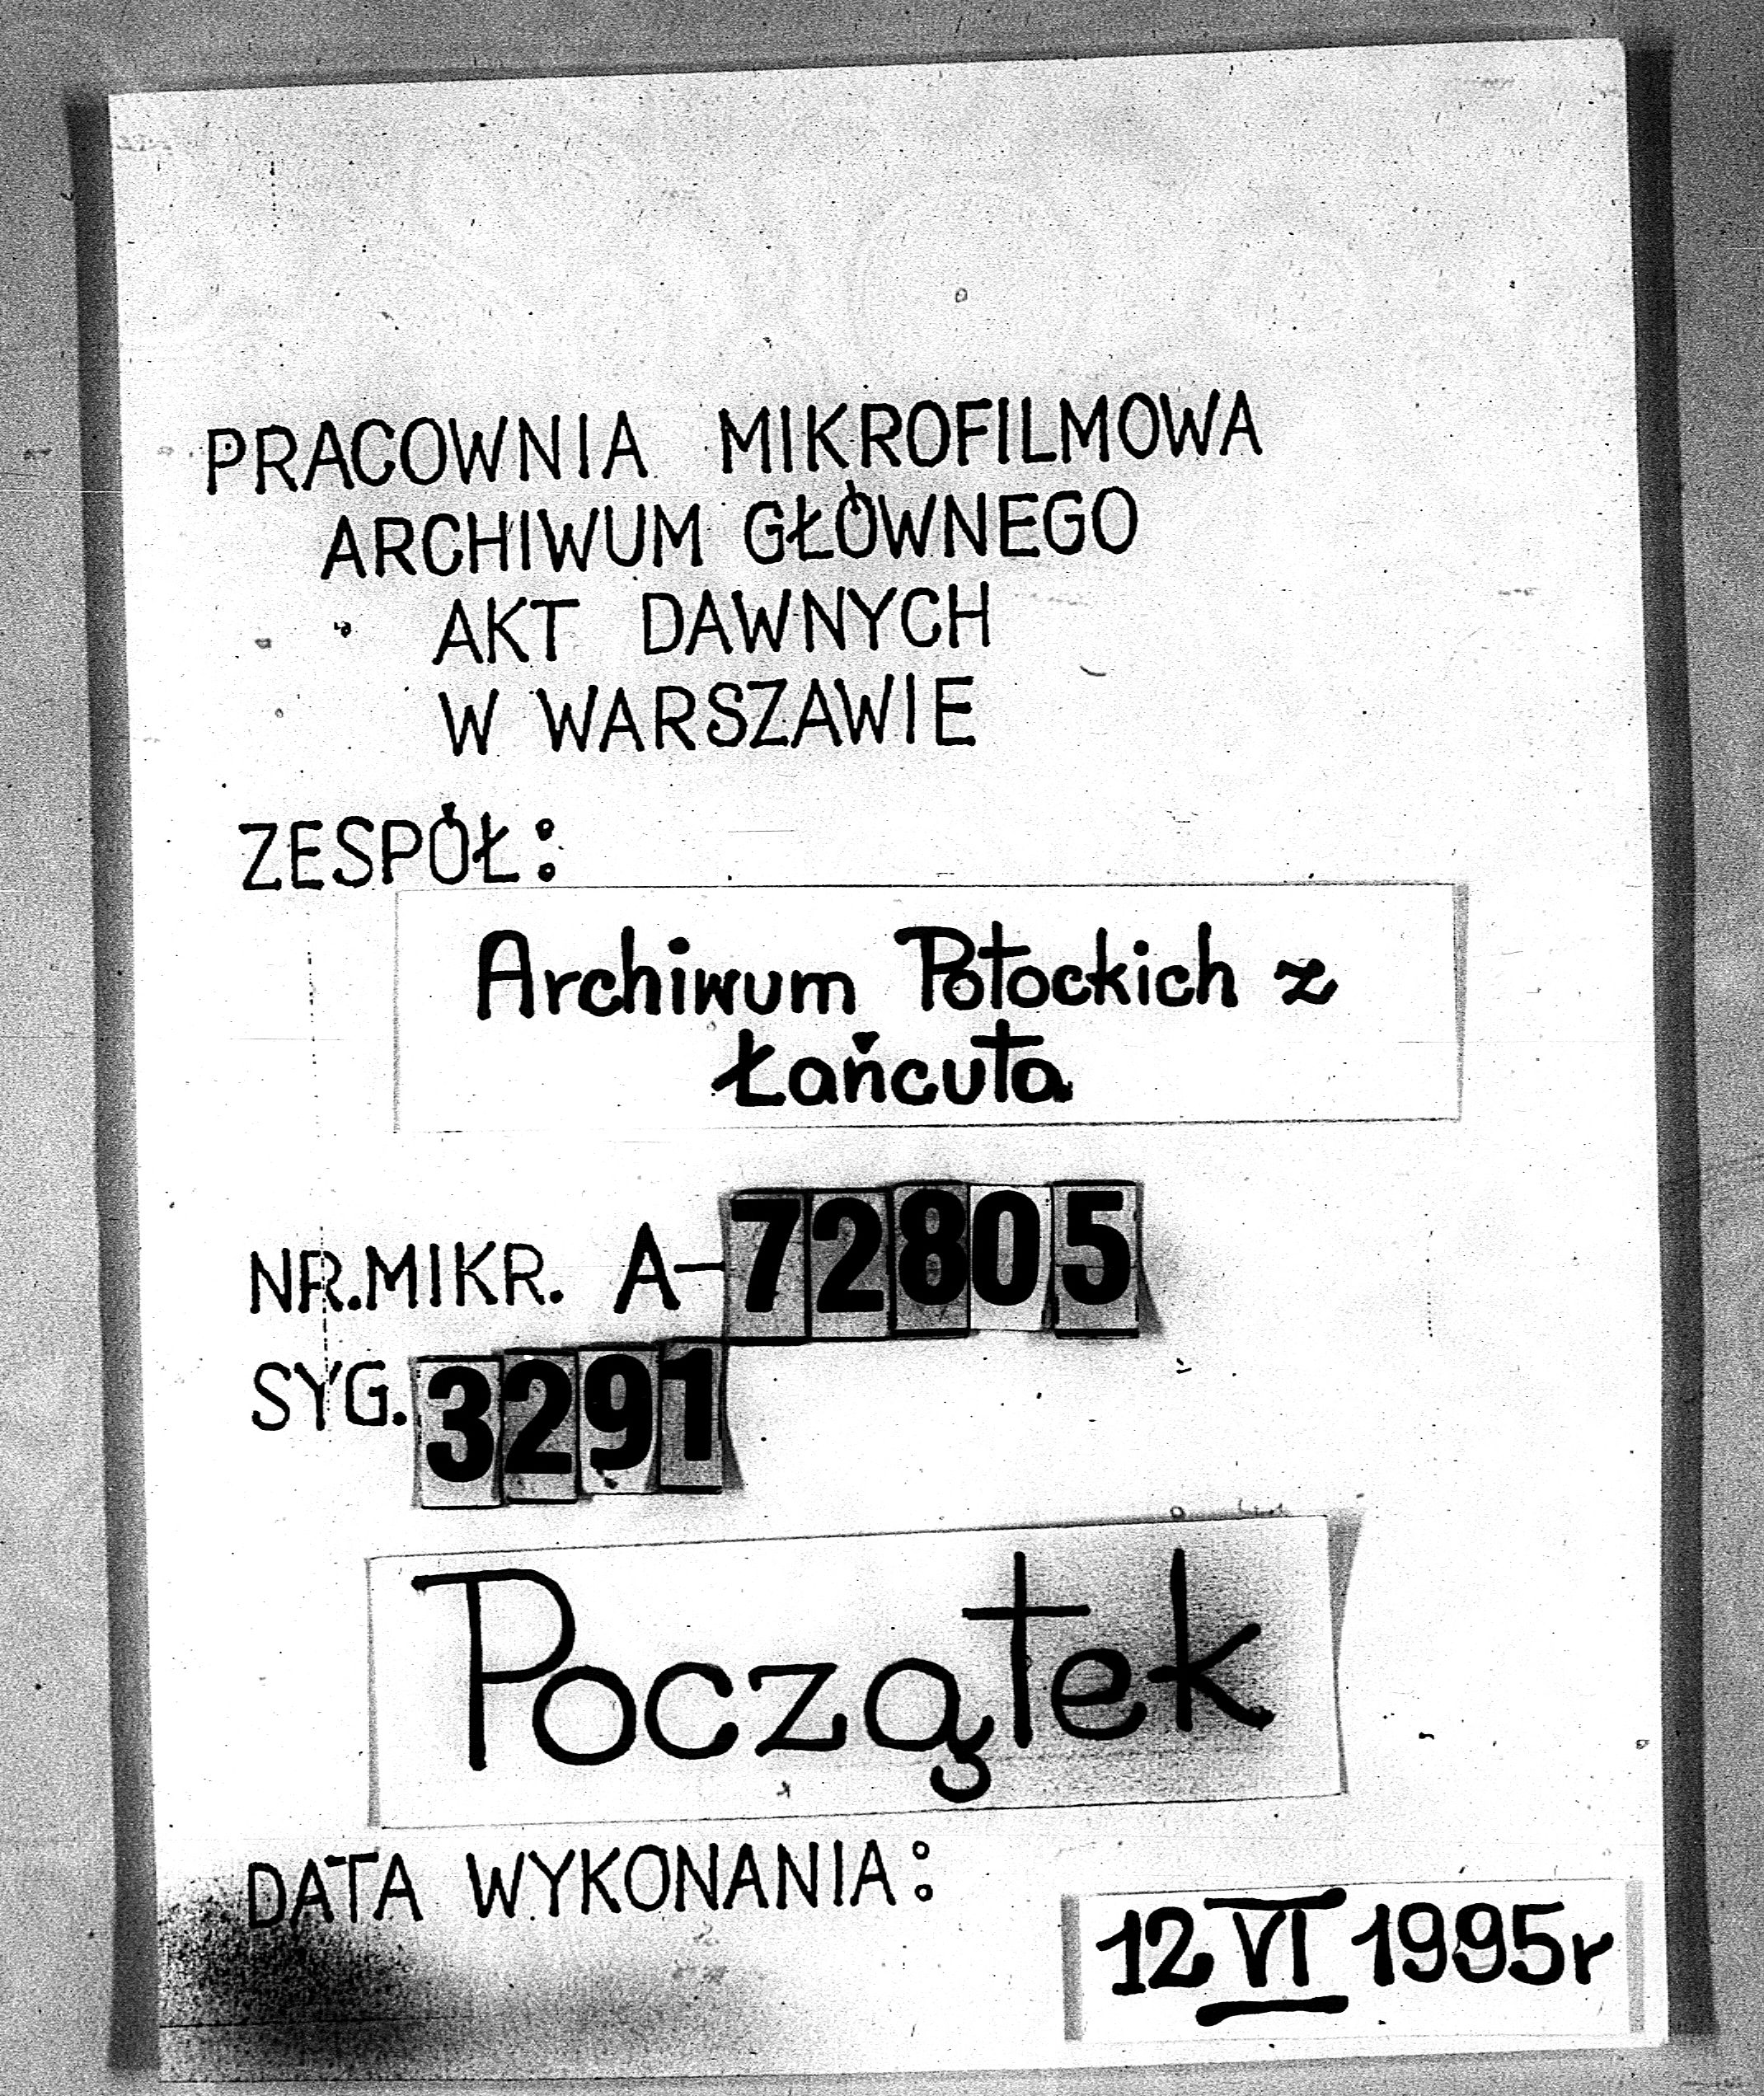 PRACOWNIA MIKROFILMOWA
ARCHIWUM GŁÓWNEGO
AKT DAWNYCH
W WARSZAWIE
ZESPÓŁ:
Archiwum Potockich z
Łańcuta
NR.MIKR. A-72805
SYG. 3291
Początek
DATA WYKONANIA:
12 VI 1995r